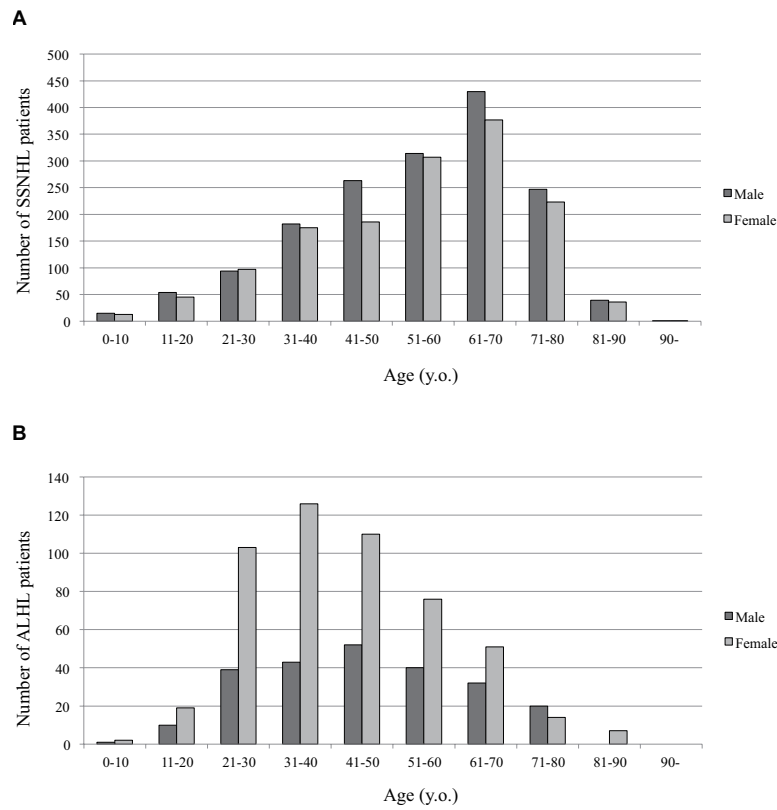 A
Number of SSNHL patients
500
450
400
350
300
250
200
150
100
50
0
0-10 11-20 21-30 31-40 41-50 51-60 61-70 71-80 81-90 90-
Age (y.o.)
Male
Female
B
Number of ALHL patients
140
120
100
80
60
40
20
0
0-10 11-20 21-30 31-40 41-50 51-60 61-70 71-80 81-90 90-
Age (y.o.)
Male
Female